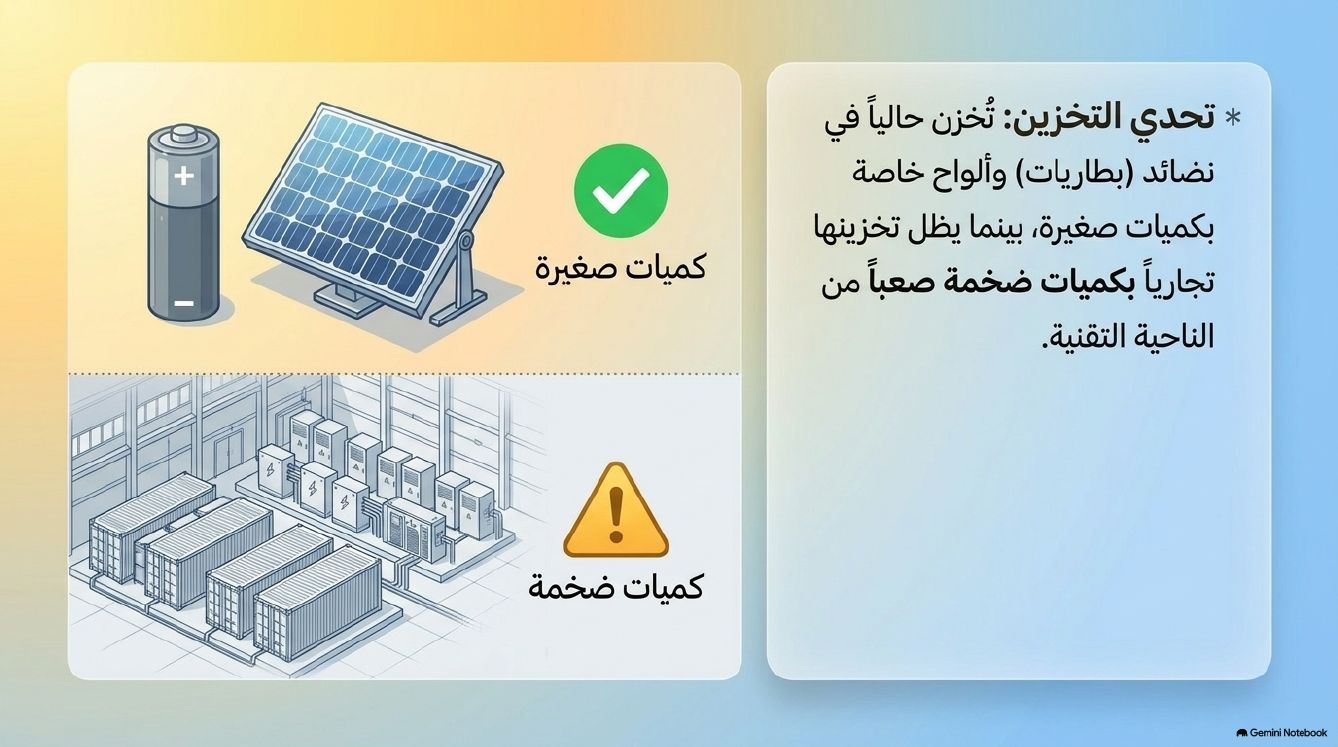 * تحدي التخزين: تُخزن حالياً في
نضائد (بطاريات) وألواح خاصة
بكميات صغيرة، بينما يظل تخزينها
تجارياً بكميات ضخمة صعباً من
الناحية التقنية.
كميات صغيرة
كميات ضخمة
Gemini Notebook